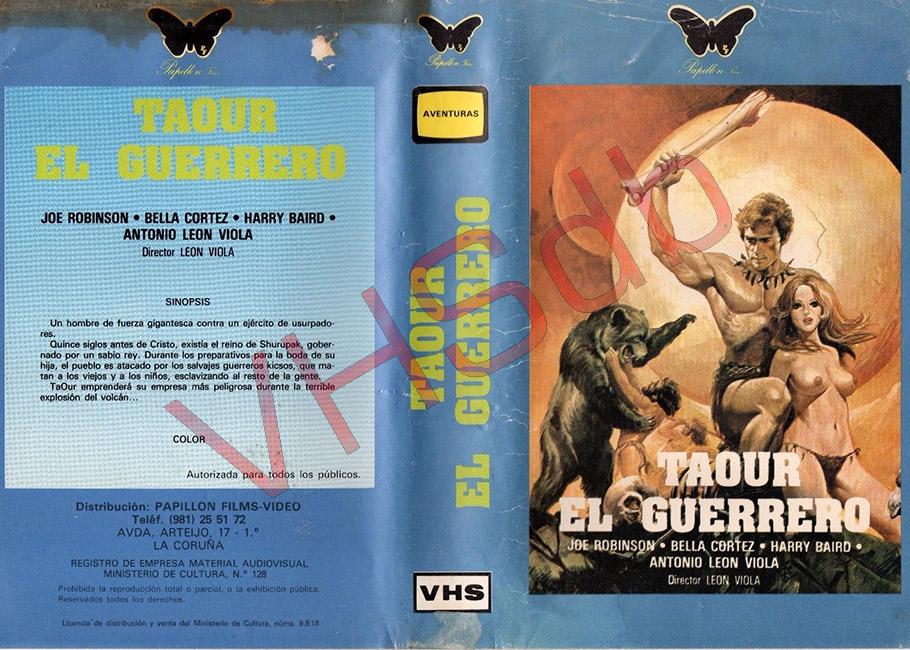 Papillon Films
TAOUR
EL GUERRERO
JOE ROBINSON • BELLA CORTEZ • HARRY BAIRD •
ANTONIO LEON VIOLA
Director LEON VIOLA
SINOPSIS
Un hombre de fuerza gigantesca contra un ejército de usurpado-
res.
Quince siglos antes de Cristo, existía el reino de Shurupak, gober-
nado por un sabio rey. Durante los preparativos para la boda de su
hija, el pueblo es atacado por los salvajes guerreros kicsos, que ma-
tan a los viejos y a los niños, esclavizando al resto de la gente.
TaOur emprenderá su empresa más peligrosa durante la terrible
explosión del volcán...
COLOR
Autorizada para todos los públicos.
Distribución: PAPILLON FILMS-VIDEO
Teléf. (981) 25 51 72
AVDA. ARTEIJO, 17 - 1.º
LA CORUÑA
REGISTRO DE EMPRESA MATERIAL AUDIOVISUAL
MINISTERIO DE CULTURA, N.º 128
Prohibida la reproducción total o parcial, o la exhibición pública.
Reservados todos los derechos.
Licencia de distribución y venta del Ministerio de Cultura, núms. 9.618
Papillon
AVENTURAS
TAOUR
EL GUERRERO
VHS
Papillon
TAOUR
EL GUERRERO
JOE ROBINSON • BELLA CORTEZ • HARRY BAIRD •
ANTONIO LEON VIOLA
Director LEON VIOLA
VHSdb